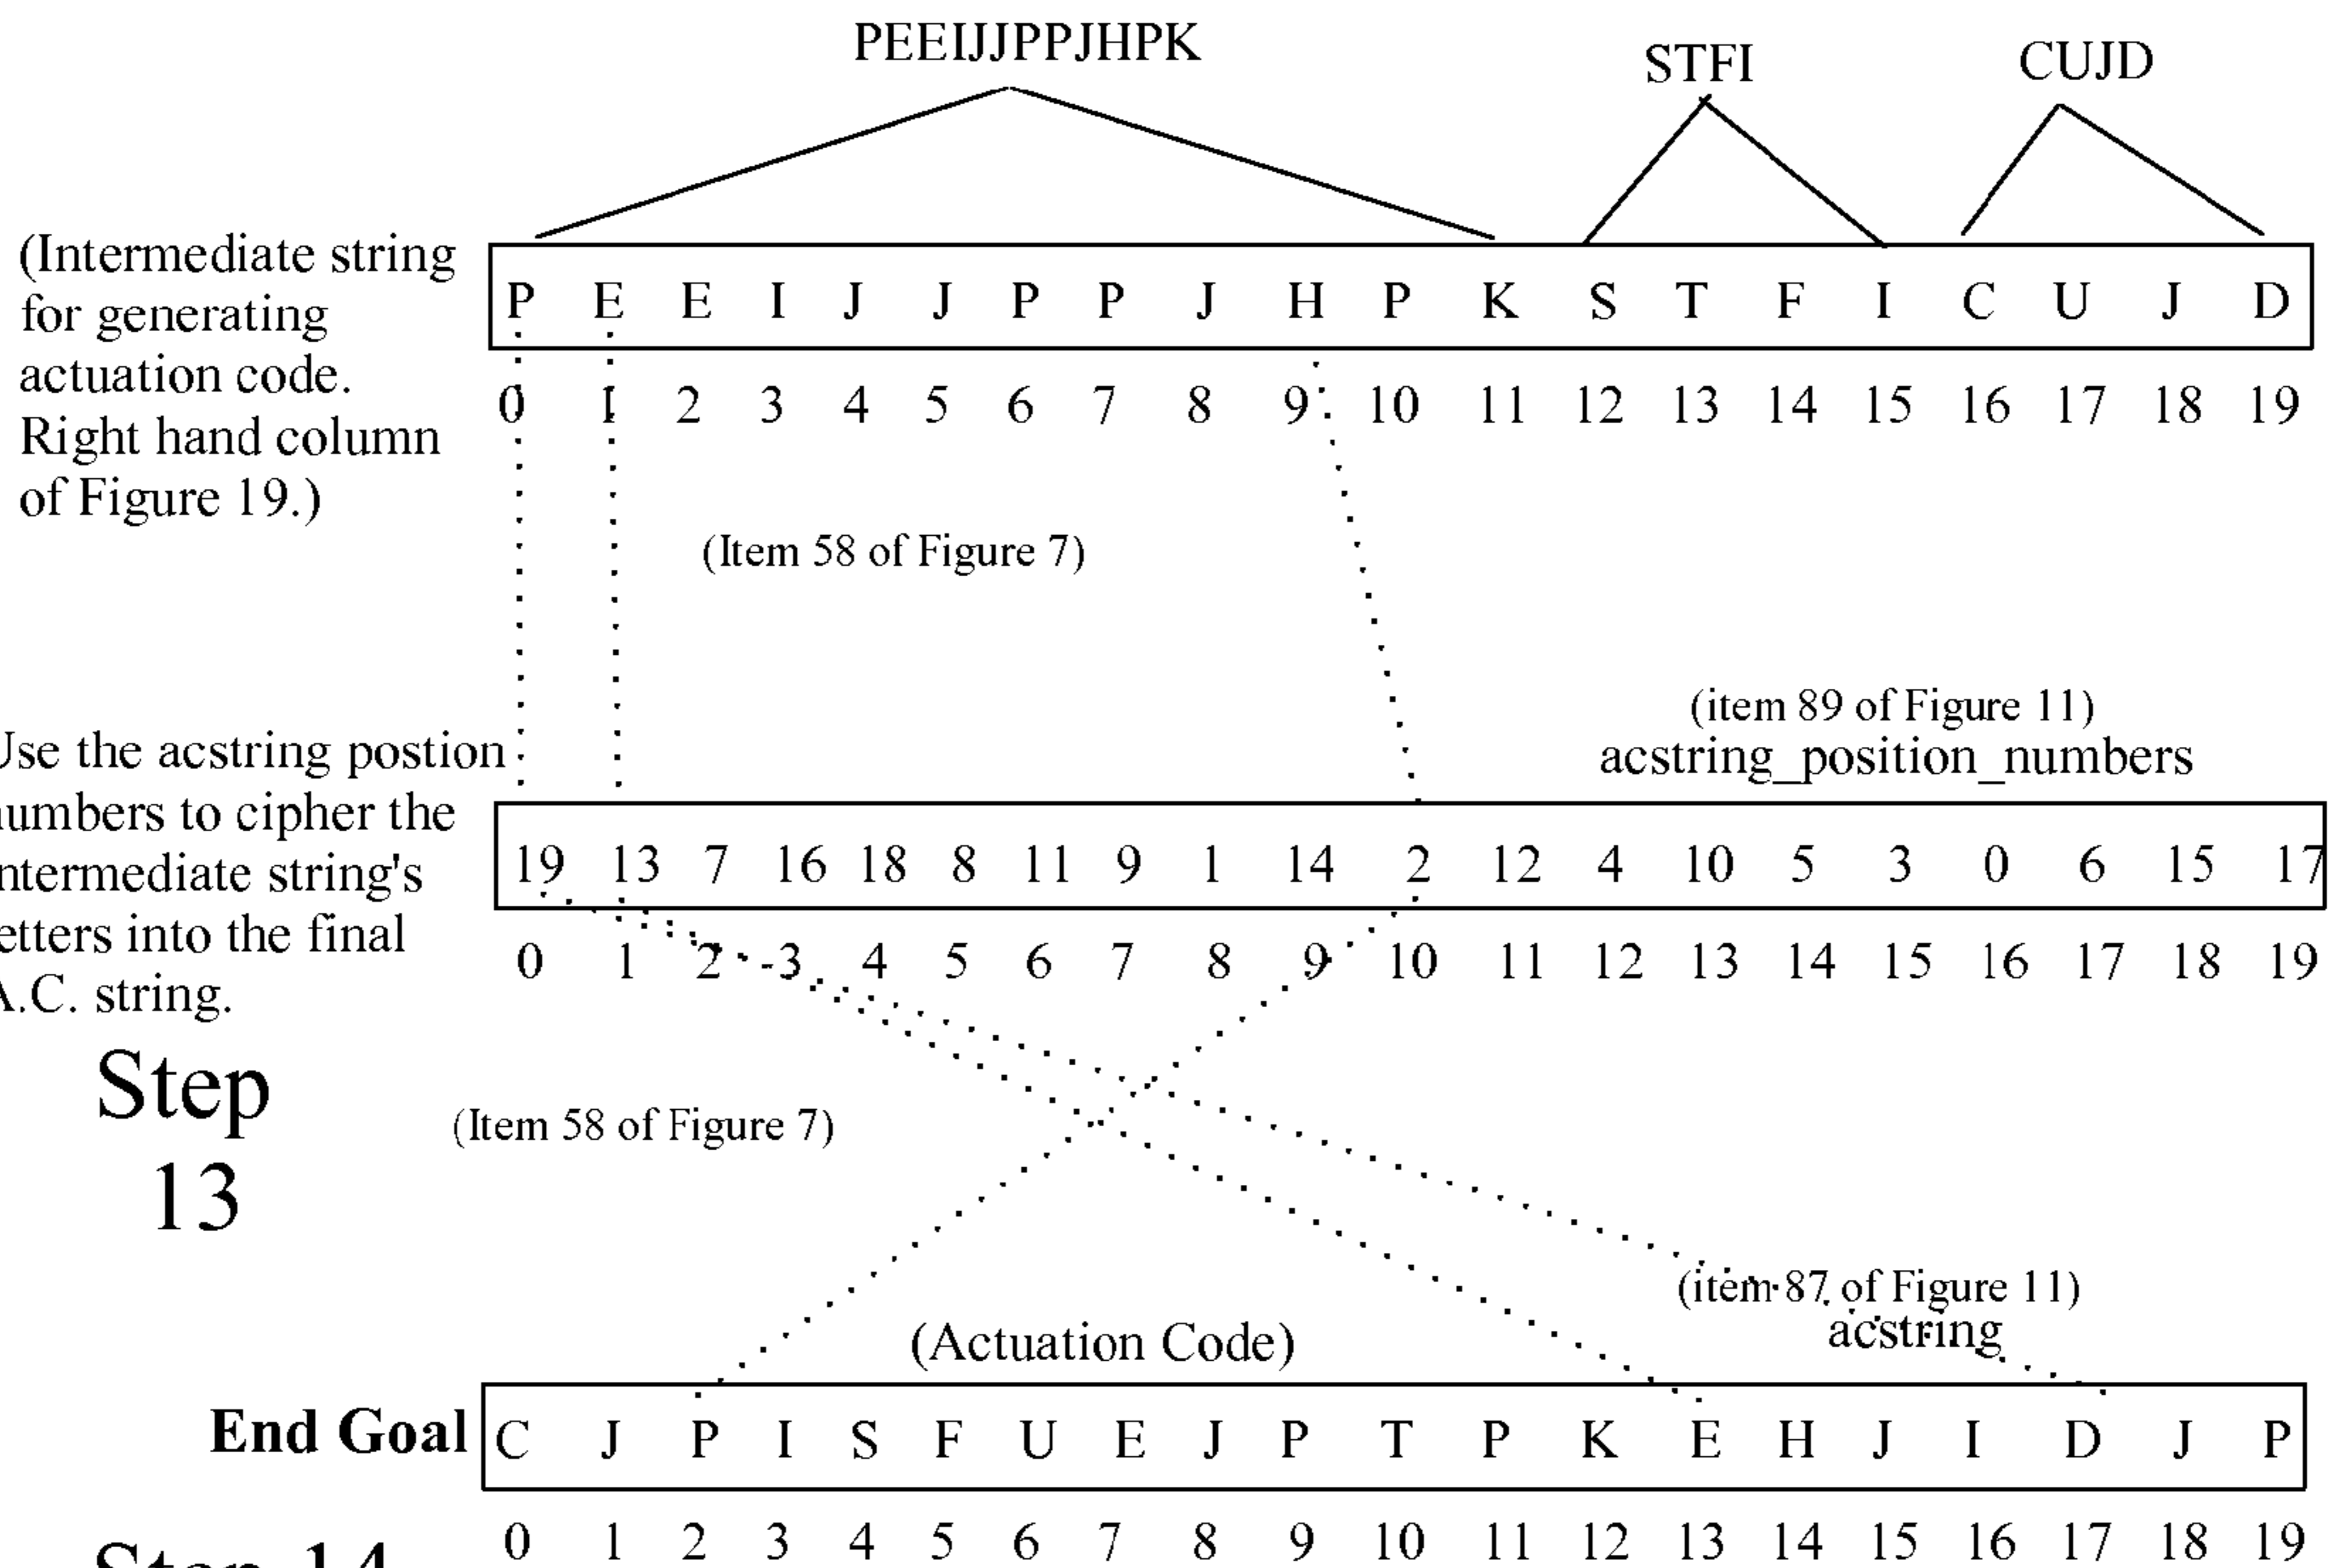 PEEIJJPPJHPK
STFI
CUJD
(Intermediate string
for generating
actuation code.
Right hand column
of Figure 19.)
P E E I J J P P J H P K S T F I C U J D
0 1 2 3 4 5 6 7 8 9 10 11 12 13 14 15 16 17 18 19
(Item 58 of Figure 7)
(item 89 of Figure 11)
acstring_position_numbers
Use the acstring postion
numbers to cipher the
intermediate string's
letters into the final
A.C. string.
19 13 7 16 18 8 11 9 1 14 2 12 4 10 5 3 0 6 15 17
0 1 2 3 4 5 6 7 8 9 10 11 12 13 14 15 16 17 18 19
Step
13
(Item 58 of Figure 7)
(item 87 of Figure 11)
acstring
(Actuation Code)
End Goal
C J P I S F U E J P T P K E H J I D J P
0 1 2 3 4 5 6 7 8 9 10 11 12 13 14 15 16 17 18 19
Step 14